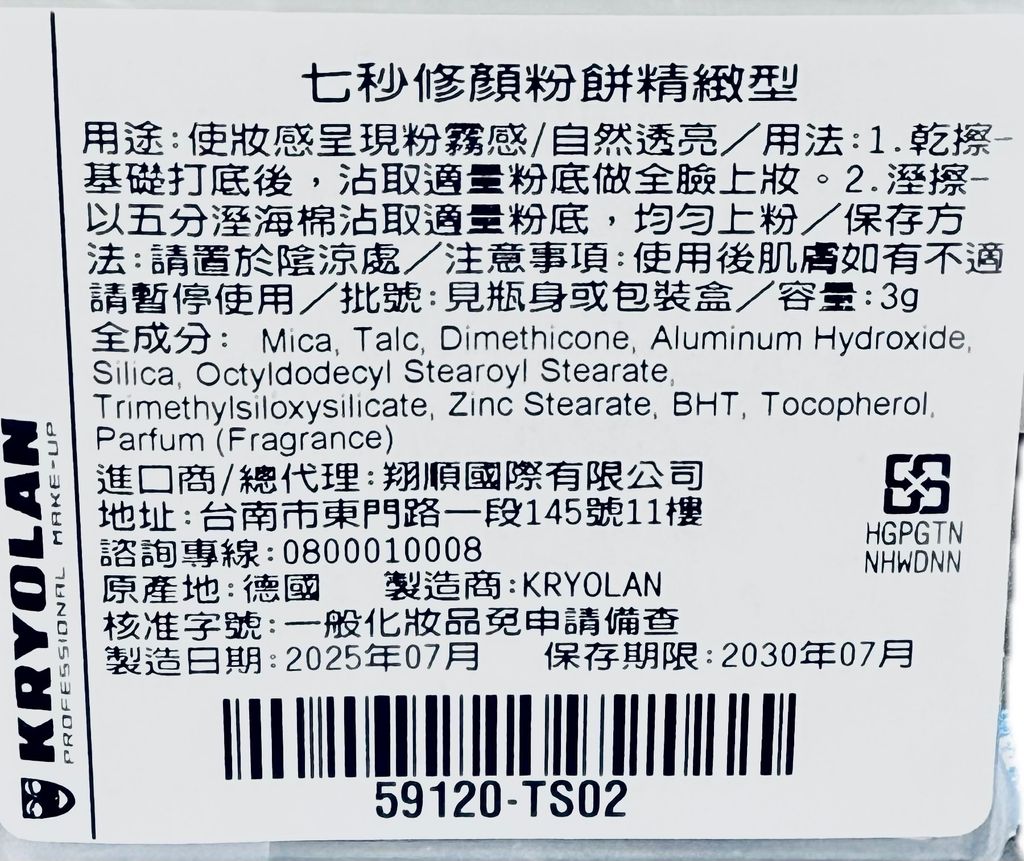 七秒修顏粉餅精緻型
用途:使妝感呈現粉霧感/自然透亮／用法:1.乾擦-
基礎打底後，沾取適量粉底做全臉上妝。2.溼擦-
以五分溼海棉沾取適量粉底，均勻上粉／保存方
法:請置於陰涼處／注意事項:使用後肌膚如有不適
請暫停使用／批號:見瓶身或包裝盒／容量:3g
全成分: Mica, Talc, Dimethicone, Aluminum Hydroxide,
Silica, Octyldodecyl Stearoyl Stearate,
Trimethylsiloxysilicate, Zinc Stearate, BHT, Tocopherol,
Parfum (Fragrance)
進口商/總代理:翔順國際有限公司
地址:台南市東門路一段145號11樓
諮詢專線:0800010008
原產地:德國 製造商:KRYOLAN
核准字號:一般化妝品免申請備查
製造日期:2025年07月 保存期限:2030年07月
HGPGTN
NHWDNN
59120-TS02
KRYOLAN
PROFESSIONAL MAKE-UP